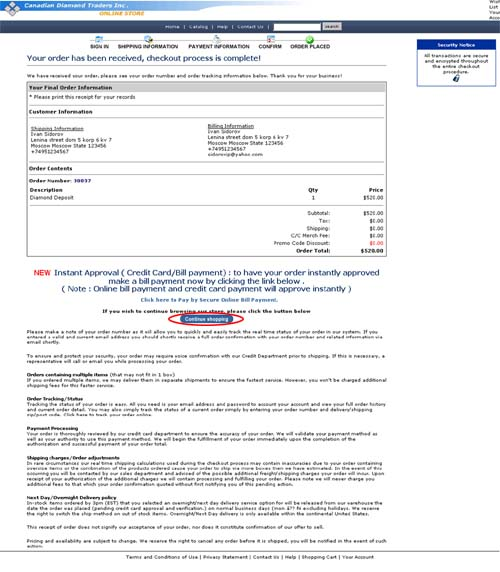 Canadian Diamond Traders Inc.
ONLINE STORE
Wish
List
Your
Home | Catalog | Help | Contact Us |
search
SIGN IN SHIPPING INFORMATION PAYMENT INFORMATION CONFIRM ORDER PLACED
Your order has been received, checkout process is complete!
Security Notice
All transactions are secure
and encrypted throughout
the entire checkout
procedure.
We have received your order, please see your order number and order tracking information below. Thank you for your business!
Your Final Order Information
* Please print this receipt for your records
Customer Information
Shipping Information
Ivan Sidorov
Lenina street dom 5 korp 6 kv 7
Moscow Moscow State 123456
+74951234567
Billing Information
Ivan Sidorov
Lenina street dom 5 korp 6 kv 7
Moscow Moscow State 123456
+74951234567
sidorovip@yahoo.com
Order Contents
Order Number: 30037
Description Qty Price
Diamond Deposit 1 $520.00
Subtotal: $520.00
Tax: $0.00
Shipping: $0.00
C/C Merch Fee: $0.00
Promo Code Discount: $0.00
Order Total: $520.00
NEW Instant Approval ( Credit Card/Bill payment) : to have your order instantly approved
make a bill payment now by clicking the link below .
( Note : Online bill payment and credit card payment will approve instantly )
Click here to Pay by Secure Online Bill Payment.
If you wish to continue browsing our store, please click the button below
Continue shopping
Please make a note of your order number as it will allow you to quickly and easily track the real time status of your order in our system. If you
entered a valid and current email address you should shortly receive a full order confirmation with your order number and related information via
email shortly.
To ensure and protect your security, your order may require voice confirmation with our Credit Department prior to shipping. If this is necessary, a
representative will call or email you while processing your order.
Orders containing multiple items (that may not fit in 1 box)
If you ordered multiple items, we may deliver them in separate shipments to ensure the fastest service. However, you won't be charged additional
shipping fees for this faster service.
Order Tracking/Status
Tracking the status of your order is easy. All you need is your email address and password to account your account and view your full order history
and current order detail. You may also simply track the status of a current order simply by entering your order number and delivery/shipping
zip/post code. Click here to track your order online.
Payment Processing
Your order is thoroughly reviewed by our credit card department to ensure the accuracy of your order. We will validate your payment method as
well as your authority to use this payment method. We will begin the fulfillment of your order immediately upon the completion of the
authorization and successful payment of your order total.
Shipping charges/Order adjustments
In rare circumstances our real time shipping calculations used during the checkout process may contain inaccuracies due to your order containing
oversize items or the combination of the products ordered cause your order to ship via more boxes then we have estimated. In the event of this
occurring you will be contacted by our sales department and advised of the possible additional freight/shipping charges your order will incur. Upon
receipt of your authorization of the additional charges we will commence processing and fulfilling your order. Please note we will never charge you
additional fees to that which your order confirmation quoted without first notifying you of this pending action.
Next Day/Overnight Delivery policy
In-stock items ordered by 3pm (EST) that you selected an overnight/next day delivery service option for will be released from our warehouse the
date the order was placed (pending credit card approval and verification.) on normal business days (mon â?? fri excluding holidays. We reserve the
right to switch the ship method on out of stock items. Overnight/Next Day delivery is only available within the continental United States.
This receipt of order does not signify our acceptance of your order, nor does it constitute confirmation of our offer to sell.
Pricing and availability are subject to change. We reserve the right to cancel any order before it is shipped, you will be notified in the event of such
action.
Terms and Conditions of Use | Privacy Statement | Contact Us | Help | Shopping Cart | Your Account